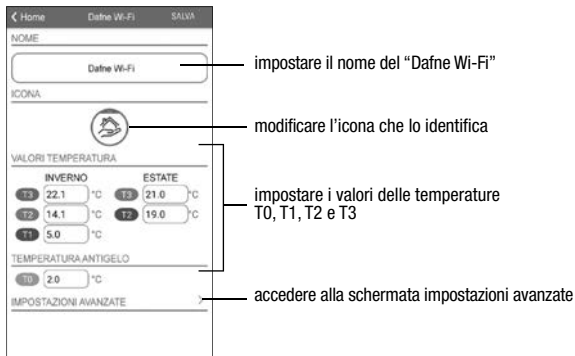 Home Dafne Wi-Fi SALVA
NOME
Dafne Wi-Fi
impostare il nome del “Dafne Wi-Fi”
ICONA
modificare l’icona che lo identifica
VALORI TEMPERATURA
INVERNO ESTATE
T3 22.1 °C T3 21.0 °C
T2 14.1 °C T2 19.0 °C
T1 5.0 °C
impostare i valori delle temperature
T0, T1, T2 e T3
TEMPERATURA ANTIGELO
T0 2.0 °C
IMPOSTAZIONI AVANZATE
accedere alla schermata impostazioni avanzate